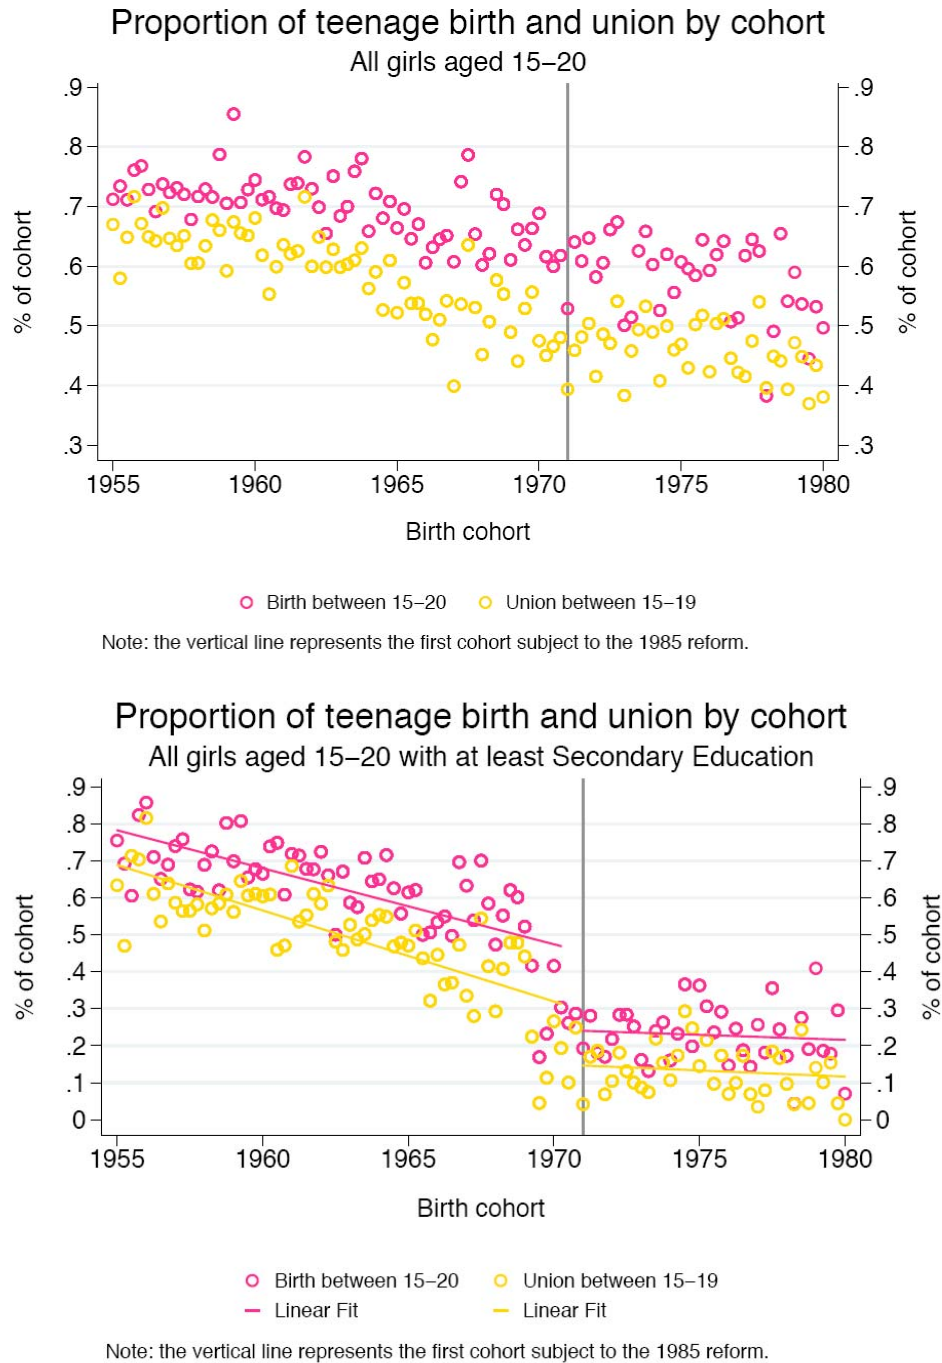 Proportion of teenage birth and union by cohort
All girls aged 15–20
.9 .9
.8 .8
.7 .7
.6 .6
.5 .5
.4 .4
.3 .3
% of cohort
% of cohort
1955 1960 1965 1970 1975 1980
Birth cohort
Birth between 15–20 Union between 15–19
Note: the vertical line represents the first cohort subject to the 1985 reform.
Proportion of teenage birth and union by cohort
All girls aged 15–20 with at least Secondary Education
.9 .9
.8 .8
.7 .7
.6 .6
.5 .5
.4 .4
.3 .3
.2 .2
.1 .1
0 0
% of cohort
% of cohort
1955 1960 1965 1970 1975 1980
Birth cohort
Birth between 15–20 Union between 15–19
Linear Fit Linear Fit
Note: the vertical line represents the first cohort subject to the 1985 reform.